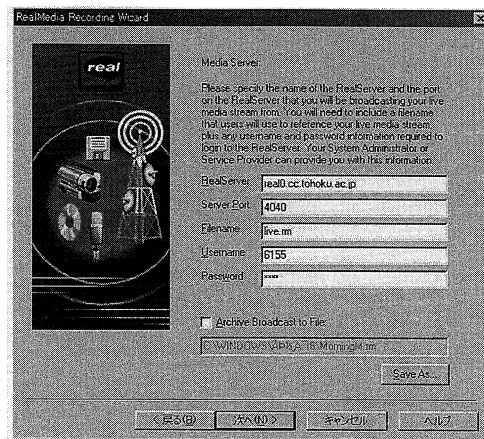 RealMedia Recording Wizard
real
Media Server:
Please specify the name of the RealServer and the port
on the RealServer that you will be broadcasting your live
media stream from. You will need to include a filename
that users will use to reference your live media stream
plus any username and password information required to
login to the RealServer. Your System Administrator or
Service Provider can provide you with this information.
RealServer real0.cc.tohoku.ac.jp
Server Port 4040
Filename live.rm
Username 6155
Password ****
Archive Broadcast to File:
Save As...
< 戻る(B) 次へ(N) > キャンセル ヘルプ